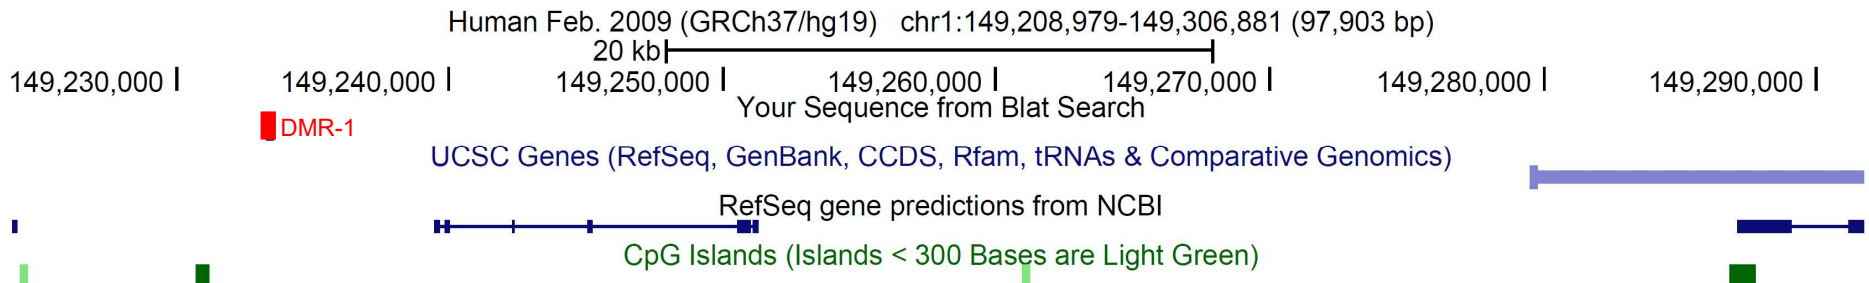 Human Feb. 2009 (GRCh37/hg19) chr1:149,208,979-149,306,881 (97,903 bp)
20 kb
149,230,000 149,240,000 149,250,000 149,260,000 149,270,000 149,280,000 149,290,000
Your Sequence from Blat Search
DMR-1
UCSC Genes (RefSeq, GenBank, CCDS, Rfam, tRNAs & Comparative Genomics)
RefSeq gene predictions from NCBI
CpG Islands (Islands < 300 Bases are Light Green)